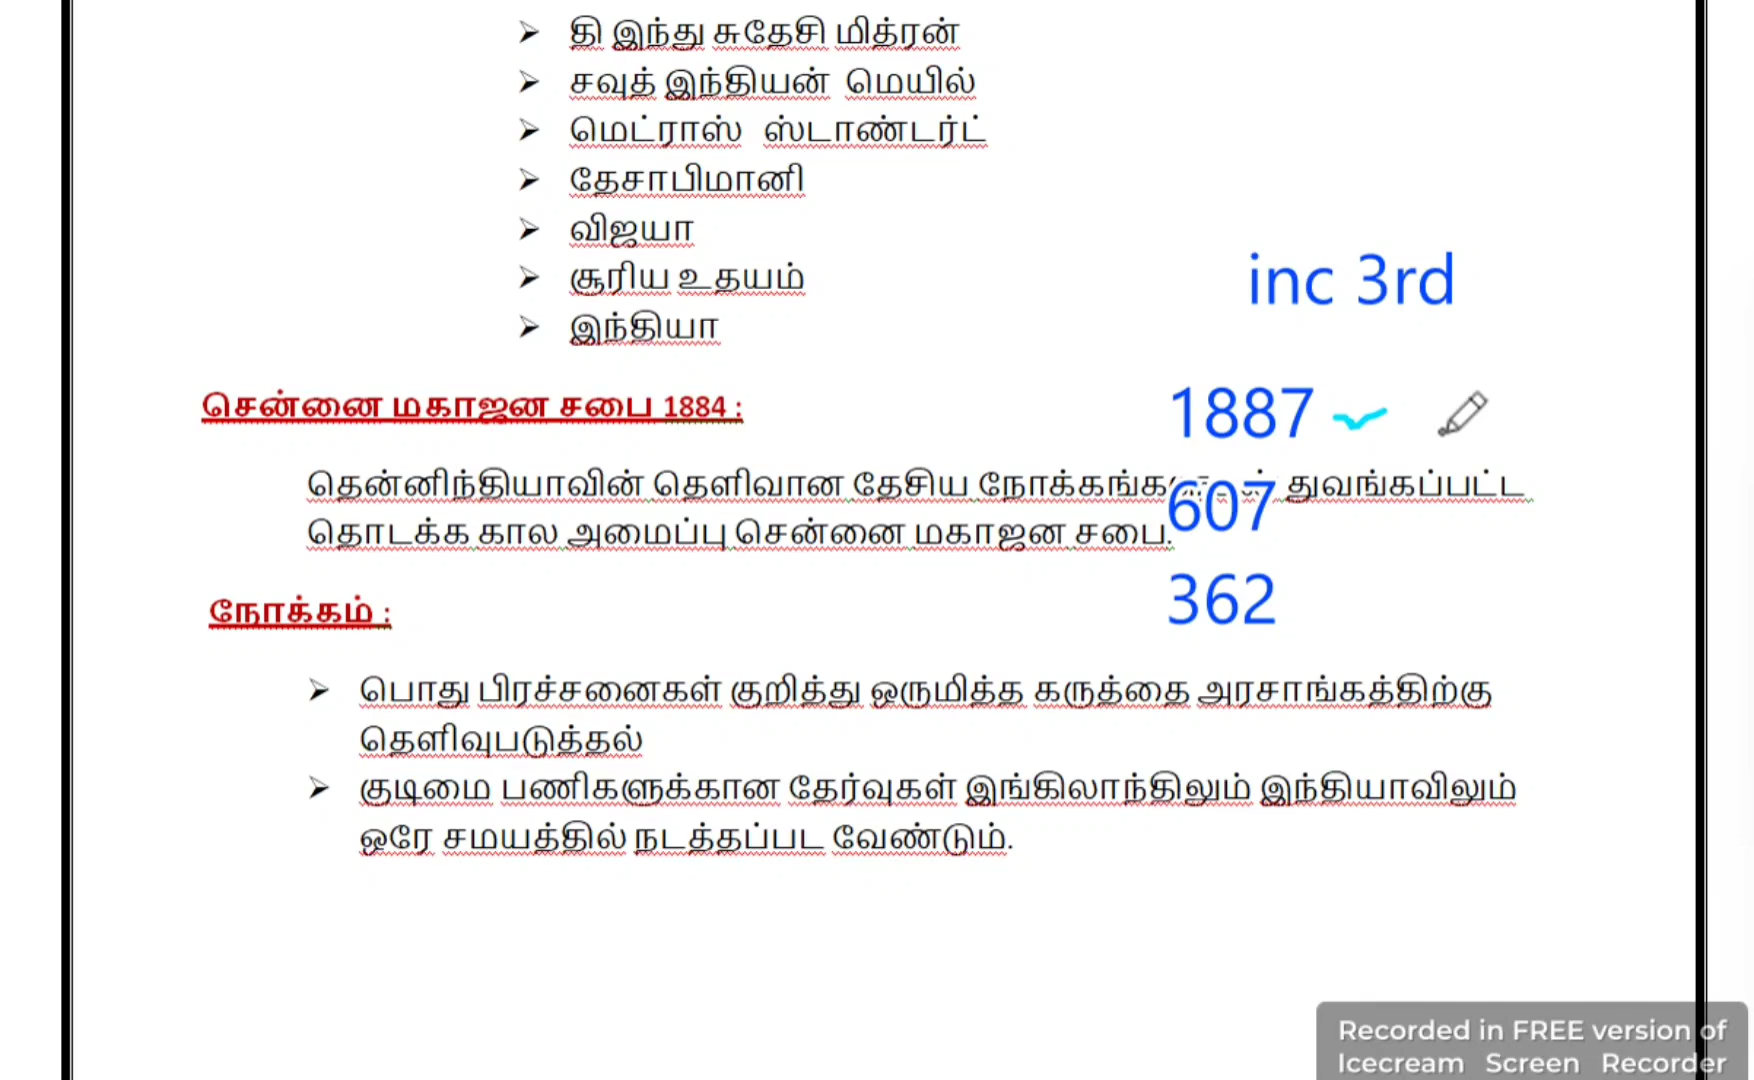 ➤ தி இந்து சுதேசி மித்ரன்
➤ சவுத் இந்தியன் மெயில்
➤ மெட்ராஸ் ஸ்டாண்டர்ட்
➤ தேசாபிமானி
➤ விஜயா
➤ சூரிய உதயம்
➤ இந்தியா
inc 3rd
சென்னை மகாஜன சபை 1884 :
1887
தென்னிந்தியாவின் தெளிவான தேசிய துவங்கப்பட்ட
607
தொடக்க கால அமைப்பு சென்னை மகாஜன சபை.
362
நோக்கம் :
➤ பொது பிரச்சனைகள் குறித்து ஒருமித்த கருத்தை அரசாங்கத்திற்கு
தெளிவுபடுத்தல்
➤ குடிமை பணிகளுக்கான தேர்வுகள் இங்கிலாந்திலும் இந்தியாவிலும்
ஒரே சமயத்தில் நடத்தப்பட வேண்டும்.
Recorded in FREE version of
Icecream Screen Recorder